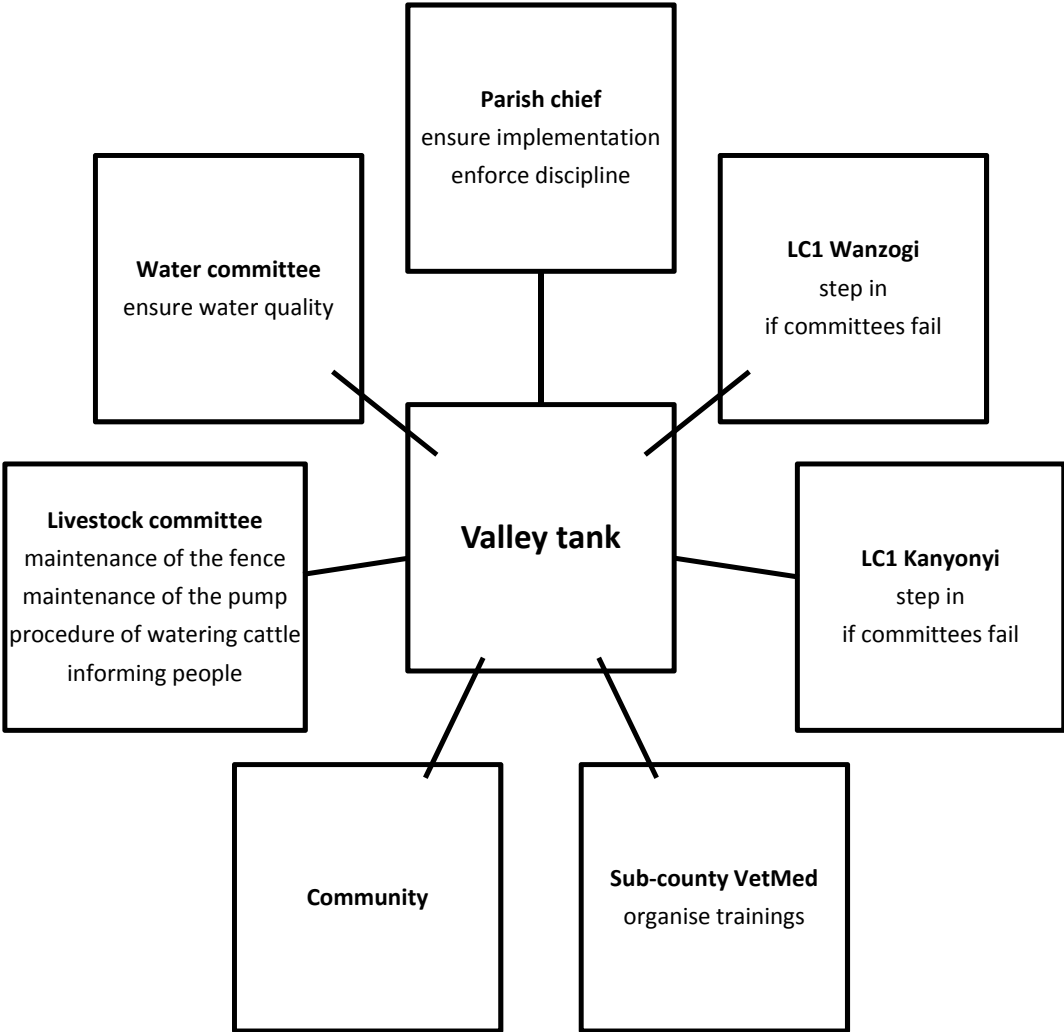 Parish chief
ensure implementation
enforce discipline
Water committee
ensure water quality
LC1 Wanzogi
step in
if committees fail
Livestock committee
maintenance of the fence
maintenance of the pump
procedure of watering cattle
informing people
Valley tank
LC1 Kanyonyi
step in
if committees fail
Community
Sub-county VetMed
organise trainings